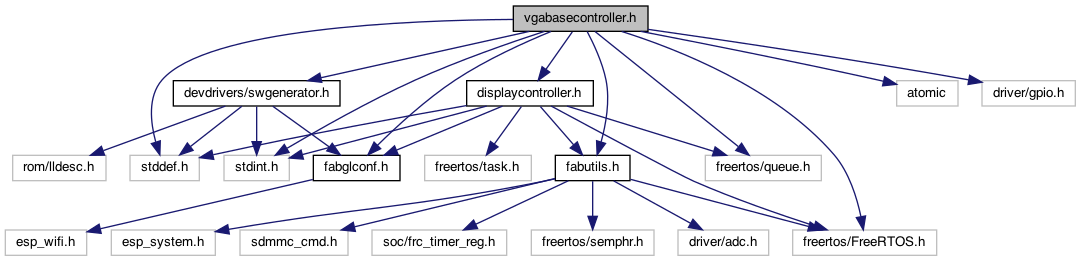 vgabasecontroller.h
devdrivers/swgenerator.h
displaycontroller.h
atomic
driver/gpio.h
rom/lldesc.h
stddef.h
stdint.h
fabglconf.h
freertos/task.h
fabutils.h
freertos/queue.h
esp_wifi.h
esp_system.h
sdmmc_cmd.h
soc/frc_timer_reg.h
freertos/semphr.h
driver/adc.h
freertos/FreeRTOS.h